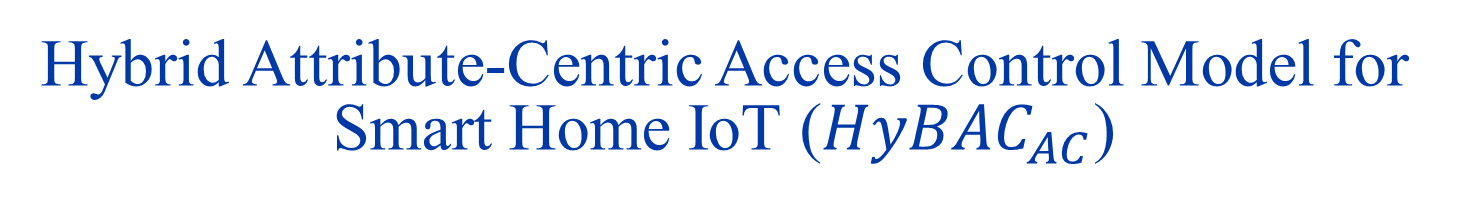 Hybrid Attribute-Centric Access Control Model for
Smart Home IoT (HyBAC_AC)